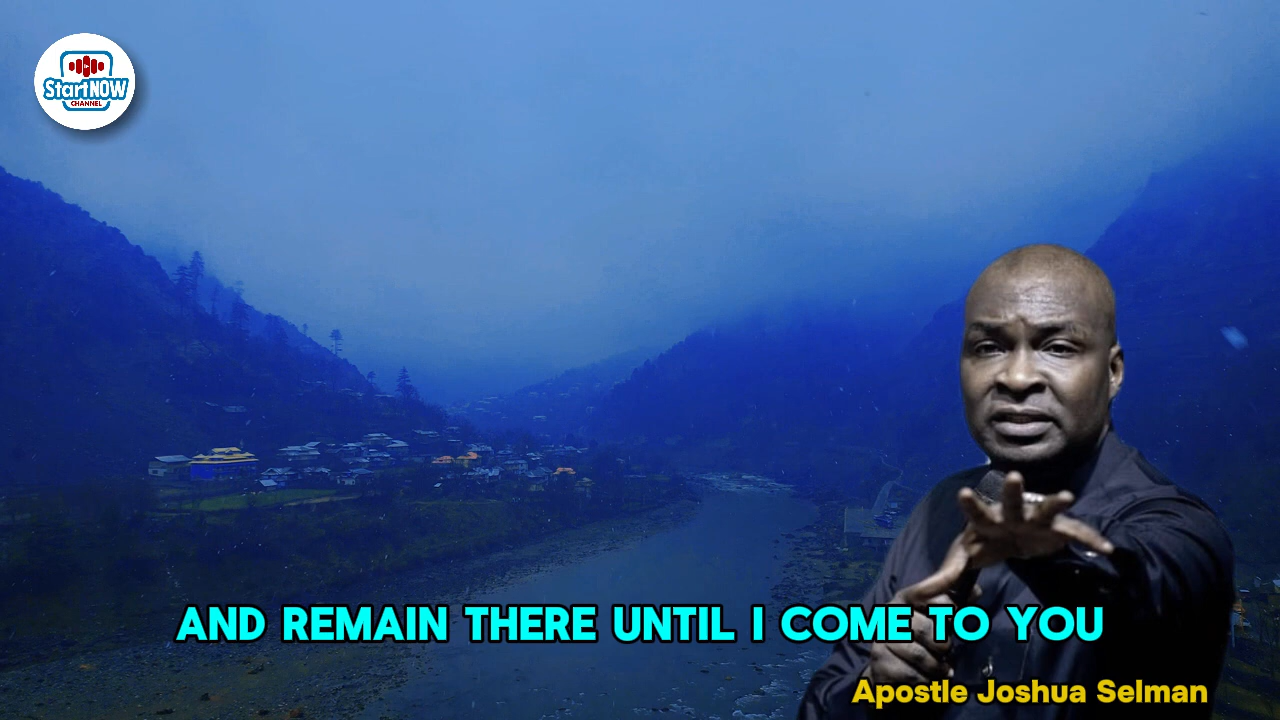 StartNOW
CHANNEL
AND REMAIN THERE UNTIL I COME TO YOU
Apostle Joshua Selman